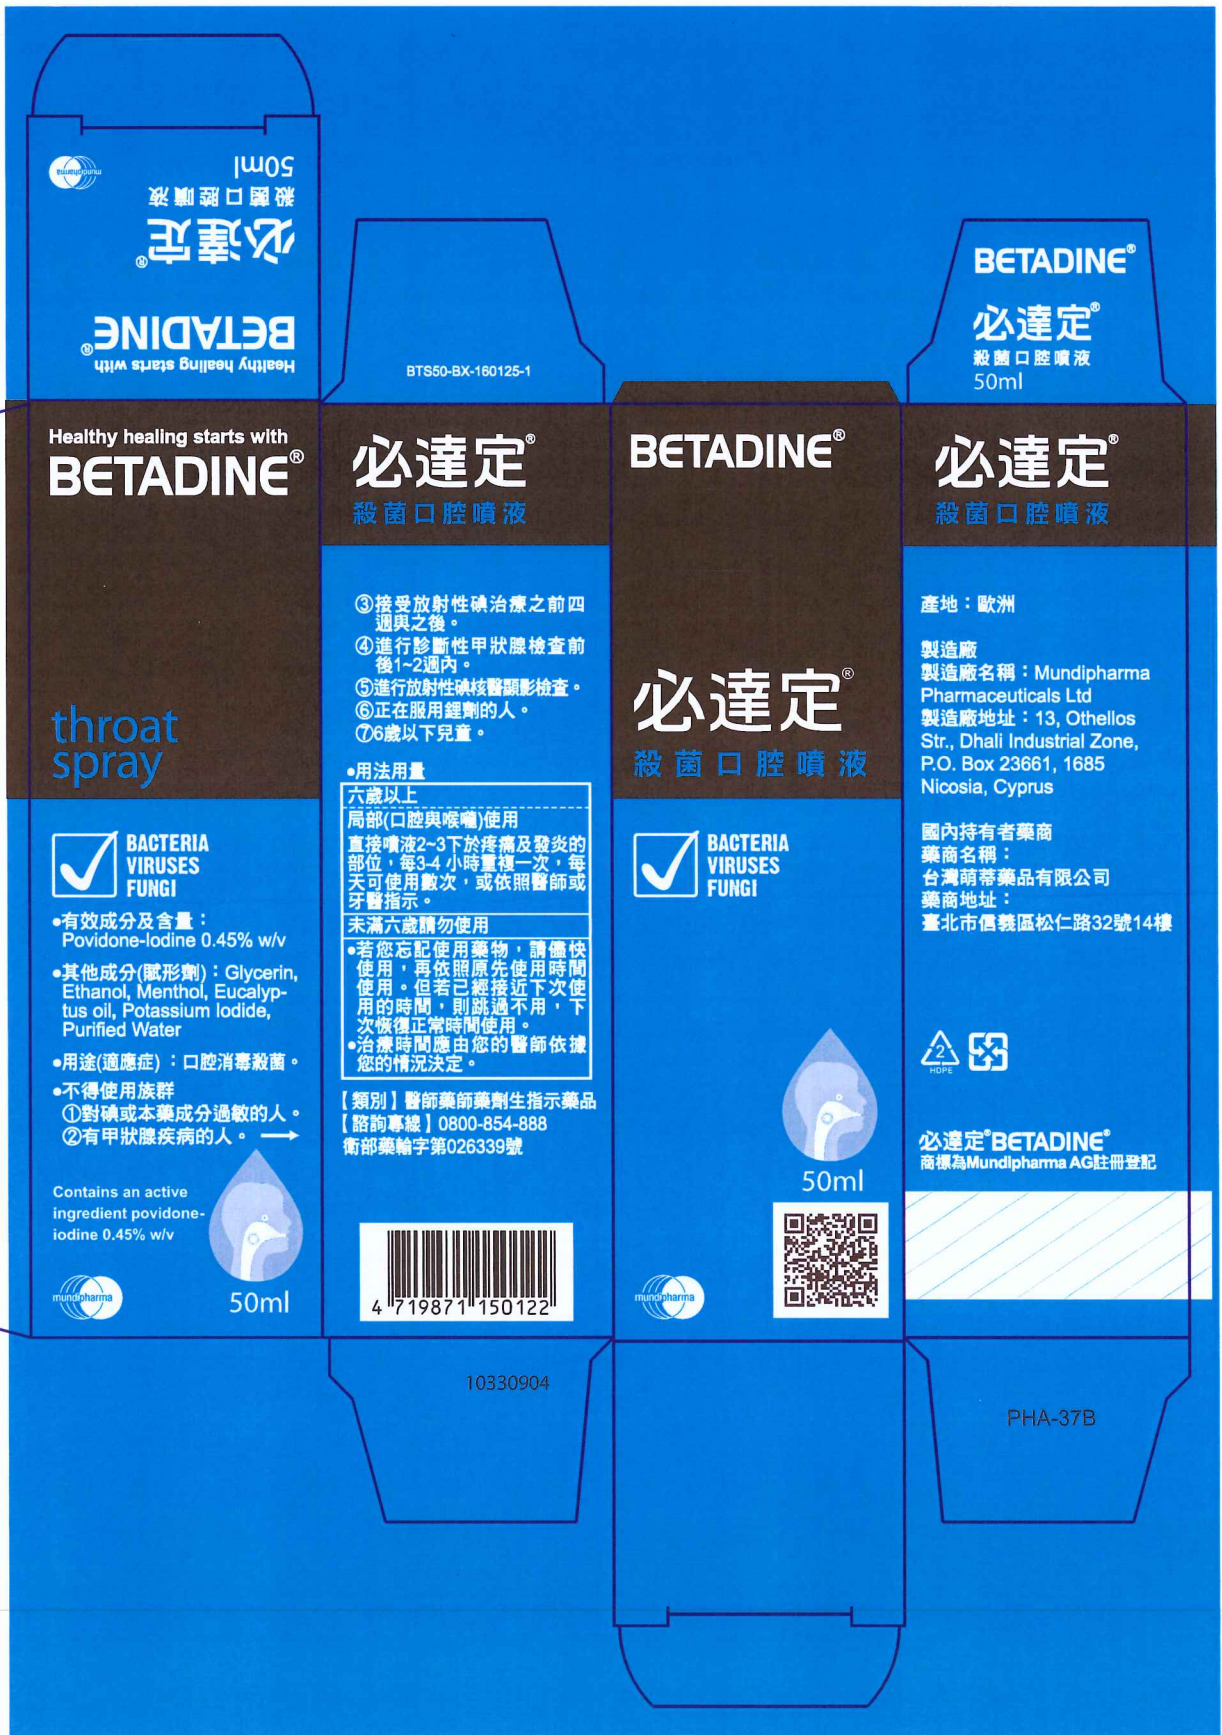 Healthy healing starts with
BETADINE®
必達定®
殺菌口腔噴液
50ml
mundipharma
BTS50-BX-160125-1
BETADINE®
必達定®
殺菌口腔噴液
50ml
Healthy healing starts with
BETADINE®
throat
spray
BACTERIA
VIRUSES
FUNGI
•有效成分及含量：
Povidone-Iodine 0.45% w/v
•其他成分(賦形劑)：Glycerin,
Ethanol, Menthol, Eucalyp-
tus oil, Potassium Iodide,
Purified Water
•用途(適應症)：口腔消毒殺菌。
•不得使用族群
①對碘或本藥成分過敏的人。
②有甲狀腺疾病的人。 →
Contains an active
ingredient povidone-
iodine 0.45% w/v
mundipharma
50ml
必達定®
殺菌口腔噴液
③接受放射性碘治療之前四
週與之後。
④進行診斷性甲狀腺檢查前
後1~2週內。
⑤進行放射性碘核醫顯影檢查。
⑥正在服用鋰劑的人。
⑦6歲以下兒童。
•用法用量
六歲以上
局部(口腔與喉嚨)使用
直接噴液2~3下於疼痛及發炎的
部位，每3-4 小時重複一次，每
天可使用數次，或依照醫師或
牙醫指示。
未滿六歲請勿使用
•若您忘記使用藥物，請儘快
使用，再依照原先使用時間
使用。但若已經接近下次使
用的時間，則跳過不用，下
次恢復正常時間使用。
•治療時間應由您的醫師依據
您的情況決定。
【類別】醫師藥師藥劑生指示藥品
【諮詢專線】0800-854-888
衛部藥輸字第026339號
4 719871 150122
10330904
BETADINE®
必達定®
殺菌口腔噴液
BACTERIA
VIRUSES
FUNGI
50ml
mundipharma
必達定®
殺菌口腔噴液
產地：歐洲
製造廠
製造廠名稱：Mundipharma
Pharmaceuticals Ltd
製造廠地址：13, Othellos
Str., Dhali Industrial Zone,
P.O. Box 23661, 1685
Nicosia, Cyprus
國內持有者藥商
藥商名稱：
台灣萌蒂藥品有限公司
藥商地址：
臺北市信義區松仁路32號14樓
2
HDPE
必達定®BETADINE®
商標為Mundipharma AG註冊登記
PHA-37B